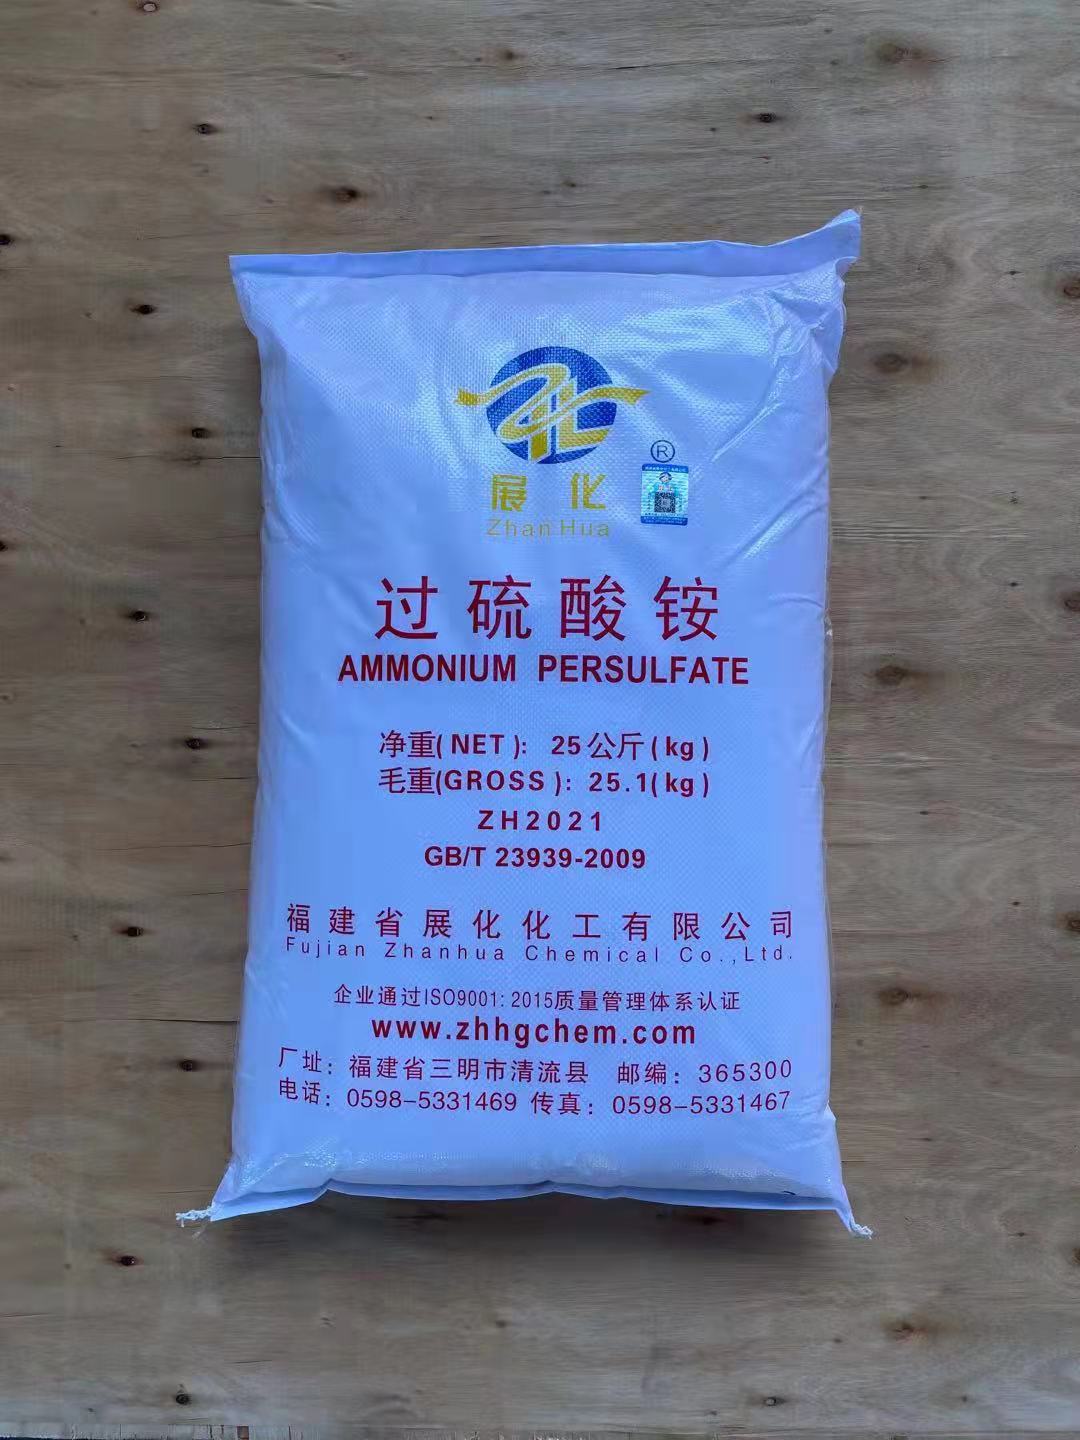 ®
展化
ZhanHua
过硫酸铵
AMMONIUM PERSULFATE
净重(NET): 25公斤(kg)
毛重(GROSS): 25.1(kg)
ZH2021
GB/T 23939-2009
福建省展化化工有限公司
Fujian Zhanhua Chemical Co.,Ltd.
企业通过ISO9001:2015质量管理体系认证
www.zhhgchem.com
厂址：福建省三明市清流县 邮编：365300
电话：0598-5331469 传真：0598-5331467